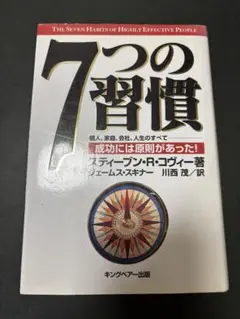 THE SEVEN HABITS OF HIGHLY EFFECTIVE PEOPLE
7つの
習慣
個人、家庭、会社、人生のすべて
成功には原則があった!
スティーブン・R・コヴィー著
ジェームス・スキナー 川西 茂/訳
キングベアー出版